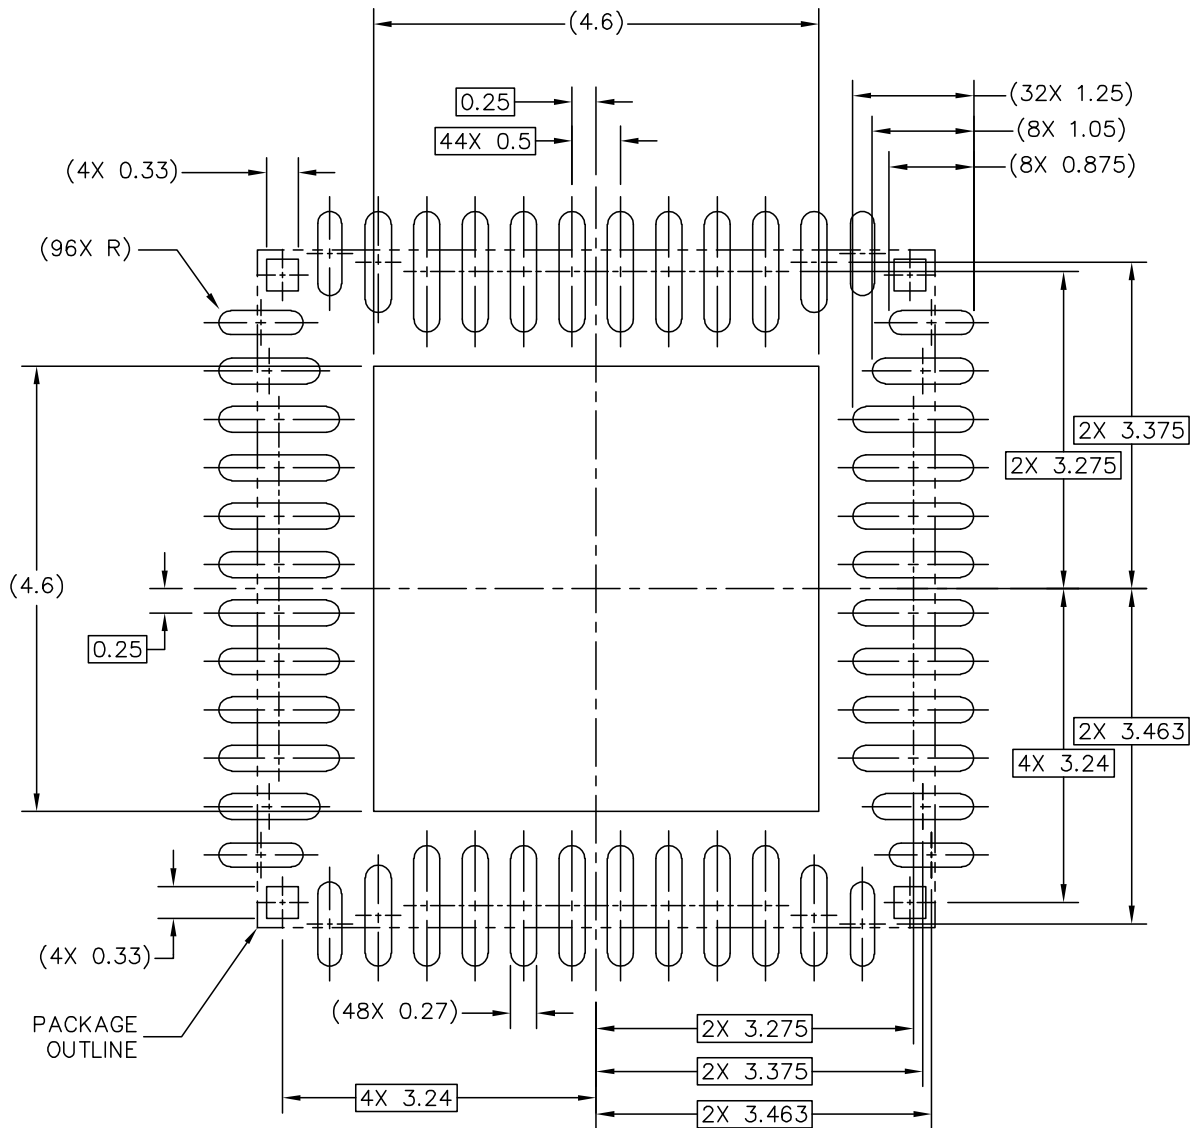 (4.6)
0.25
(32X 1.25)
(8X 1.05)
44X 0.5
(4X 0.33)
(8X 0.875)
(96X R)
2X 3.375
2X 3.275
(4.6)
0.25
2X 3.463
4X 3.24
(4X 0.33)
(48X 0.27)
PACKAGE
OUTLINE
2X 3.275
2X 3.375
4X 3.24
2X 3.463